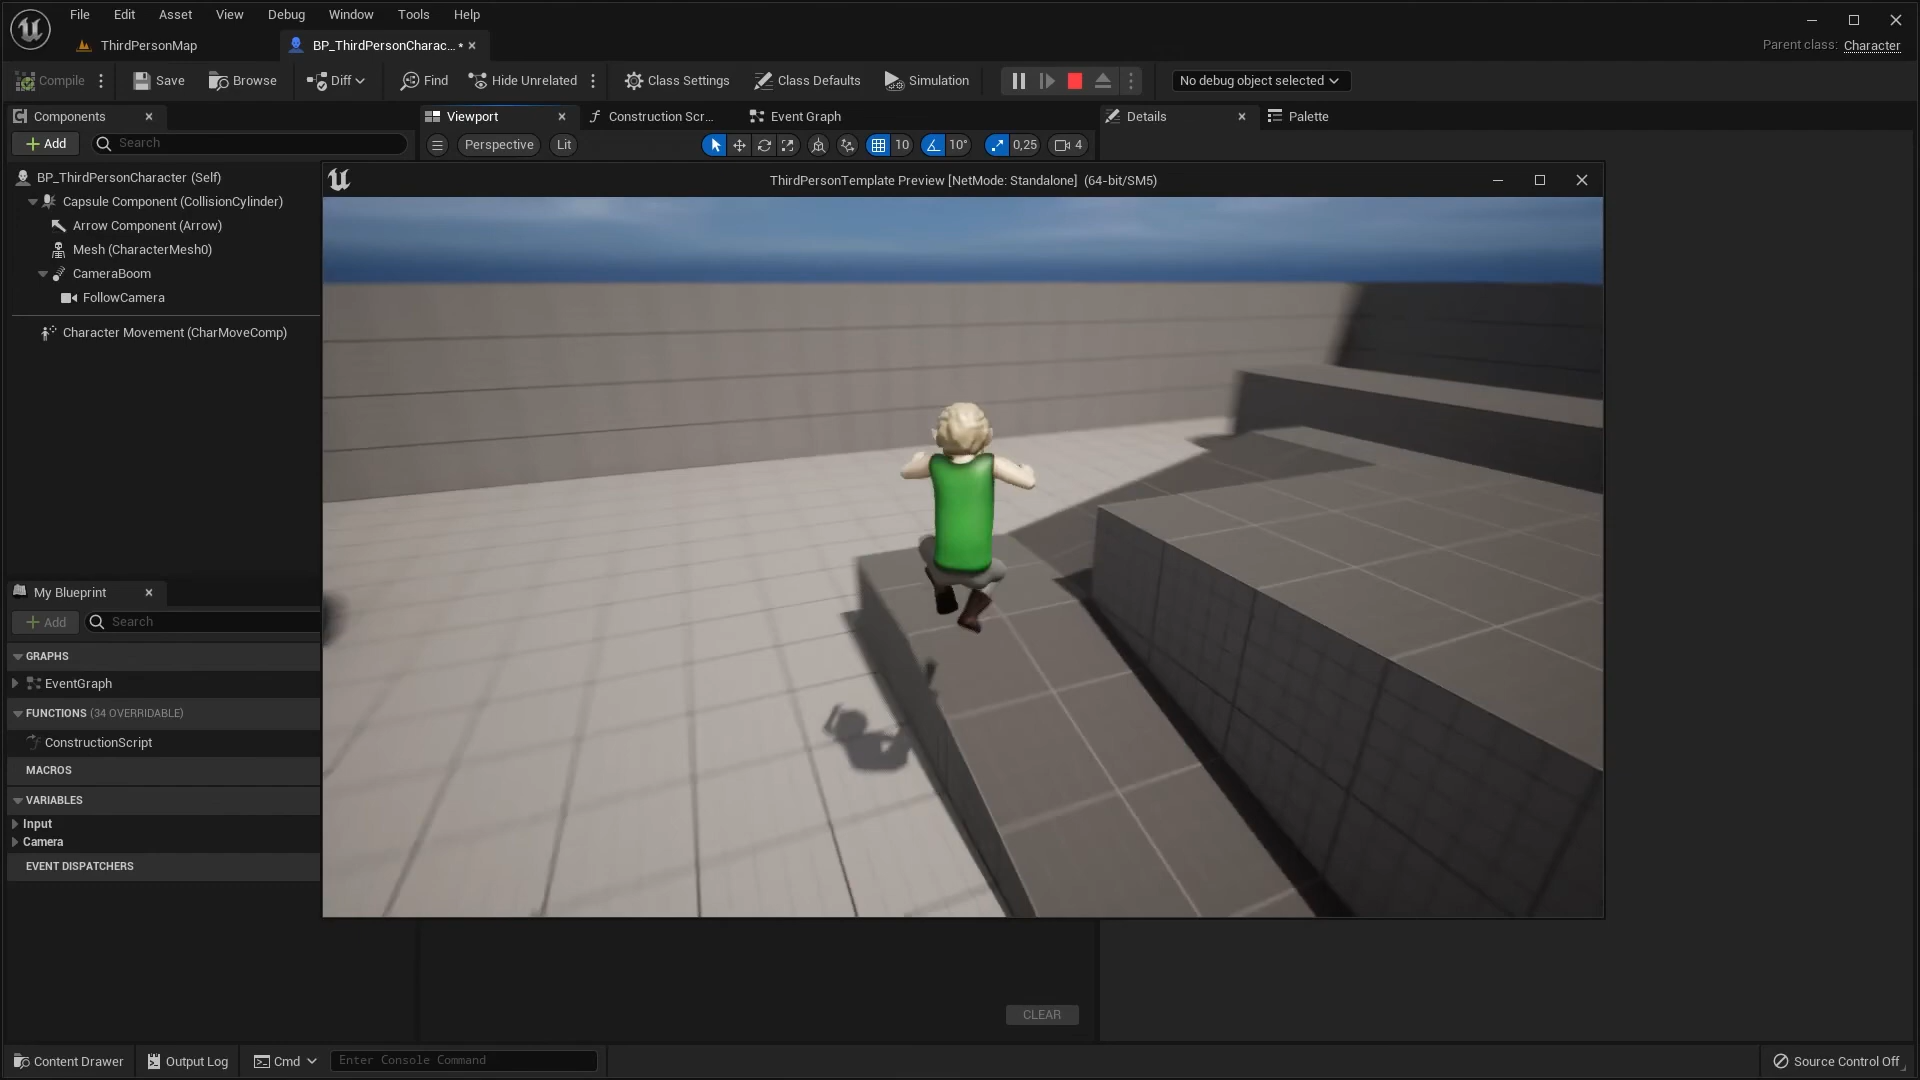 File Edit Asset View Debug Window Tools Help
ThirdPersonMap
BP_ThirdPersonCharac... *
Parent class: Character
Compile Save Browse Diff Find Hide Unrelated Class Settings Class Defaults Simulation No debug object selected
Components
Viewport Construction Scr... Event Graph
Details Palette
Add Search
Perspective Lit 10 10° 0,25 4
BP_ThirdPersonCharacter (Self)
Capsule Component (CollisionCylinder)
Arrow Component (Arrow)
Mesh (CharacterMesh0)
CameraBoom
FollowCamera
Character Movement (CharMoveComp)
ThirdPersonTemplate Preview [NetMode: Standalone] (64-bit/SM5)
My Blueprint
Add Search
GRAPHS
EventGraph
FUNCTIONS (34 OVERRIDABLE)
ConstructionScript
MACROS
VARIABLES
Input
Camera
EVENT DISPATCHERS
CLEAR
Content Drawer Output Log Cmd Enter Console Command Source Control Off